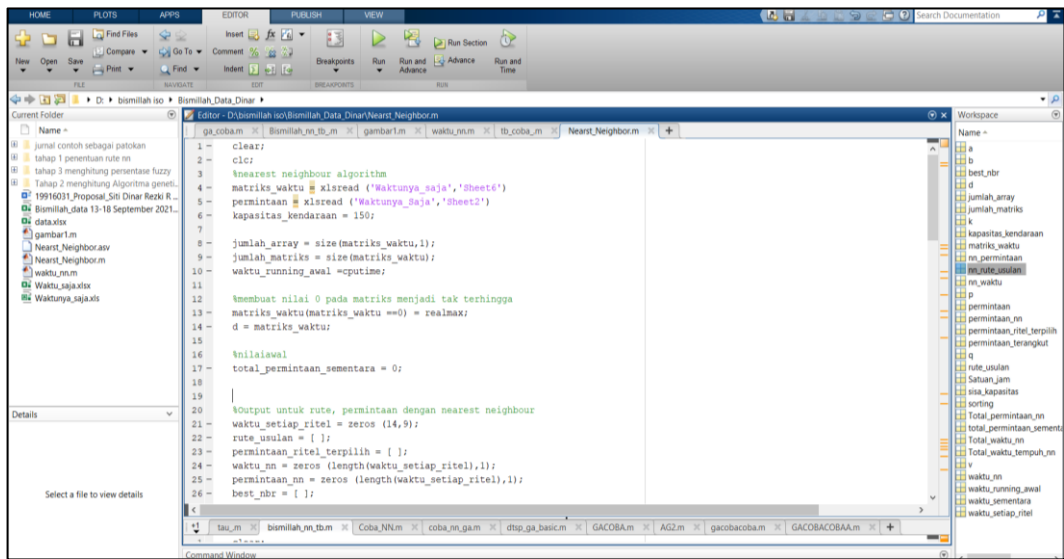 HOME PLOTS APPS EDITOR PUBLISH VIEW Search Documentation
New Open Save Find Files Compare Print
Go To Find
Insert fx Comment Indent
Breakpoints
Run Run and Advance Run Section Advance Run and Time
FILE NAVIGATE EDIT BREAKPOINTS RUN
D: bismillah iso Bismillah_Data_Dinar
Current Folder
Name
jurnal contoh sebagai patokan
tahap 1 penentuan rute nn
tahap 3 menghitung persentase fuzzy
Tahap 2 menghitung Algoritma geneti...
19916031_Proposal_Siti Dinar Rezki R ...
Bismillah_data 13-18 September 2021...
data.xlsx
gambar1.m
Nearst_Neighbor.asv
Nearst_Neighbor.m
waktu_nn.m
Waktu_saja.xlsx
Waktunya_saja.xls
Details
Select a file to view details
Editor - D:\bismillah iso\Bismillah_Data_Dinar\Nearst_Neighbor.m
ga_coba.m Bismillah_nn_tb_.m gambar1.m waktu_nn.m tb_coba_.m Nearst_Neighbor.m
1 - clear;
2 - clc;
3 %nearest neighbour algorithm
4 - matriks_waktu = xlsread ('Waktunya_saja','Sheet6')
5 - permintaan = xlsread ('Waktunya_Saja','Sheet2')
6 - kapasitas_kendaraan = 150;
7
8 - jumlah_array = size(matriks_waktu,1);
9 - jumlah_matriks = size(matriks_waktu);
10 - waktu_running_awal =cputime;
11
12 %membuat nilai 0 pada matriks menjadi tak terhingga
13 - matriks_waktu(matriks_waktu ==0) = realmax;
14 - d = matriks_waktu;
15
16 %nilaiawal
17 - total_permintaan_sementara = 0;
18
19
20 %Output untuk rute, permintaan dengan nearest neighbour
21 - waktu_setiap_ritel = zeros (14,9);
22 - rute_usulan = [ ];
23 - permintaan_ritel_terpilih = [ ];
24 - waktu_nn = zeros (length(waktu_setiap_ritel),1);
25 - permintaan_nn = zeros (length(waktu_setiap_ritel),1);
26 - best_nbr = [ ];
tau_.m bismillah_nn_tb.m Coba_NN.m coba_nn_ga.m dtsp_ga_basic.m GACOBA.m AG2.m gacobacoba.m GACOBACOBAA.m
Command Window
Workspace
Name
a
b
best_nbr
d
jumlah_array
jumlah_matriks
k
kapasitas_kendaraan
matriks_waktu
nn_permintaan
nn_rute_usulan
nn_waktu
p
permintaan
permintaan_nn
permintaan_ritel_terpilih
permintaan_terangkut
q
rute_usulan
Satuan_jam
sisa_kapasitas
sorting
Total_permintaan_nn
total_permintaan_sementa
Total_waktu_nn
Total_waktu_tempuh_nn
v
waktu_nn
waktu_running_awal
waktu_sementara
waktu_setiap_ritel